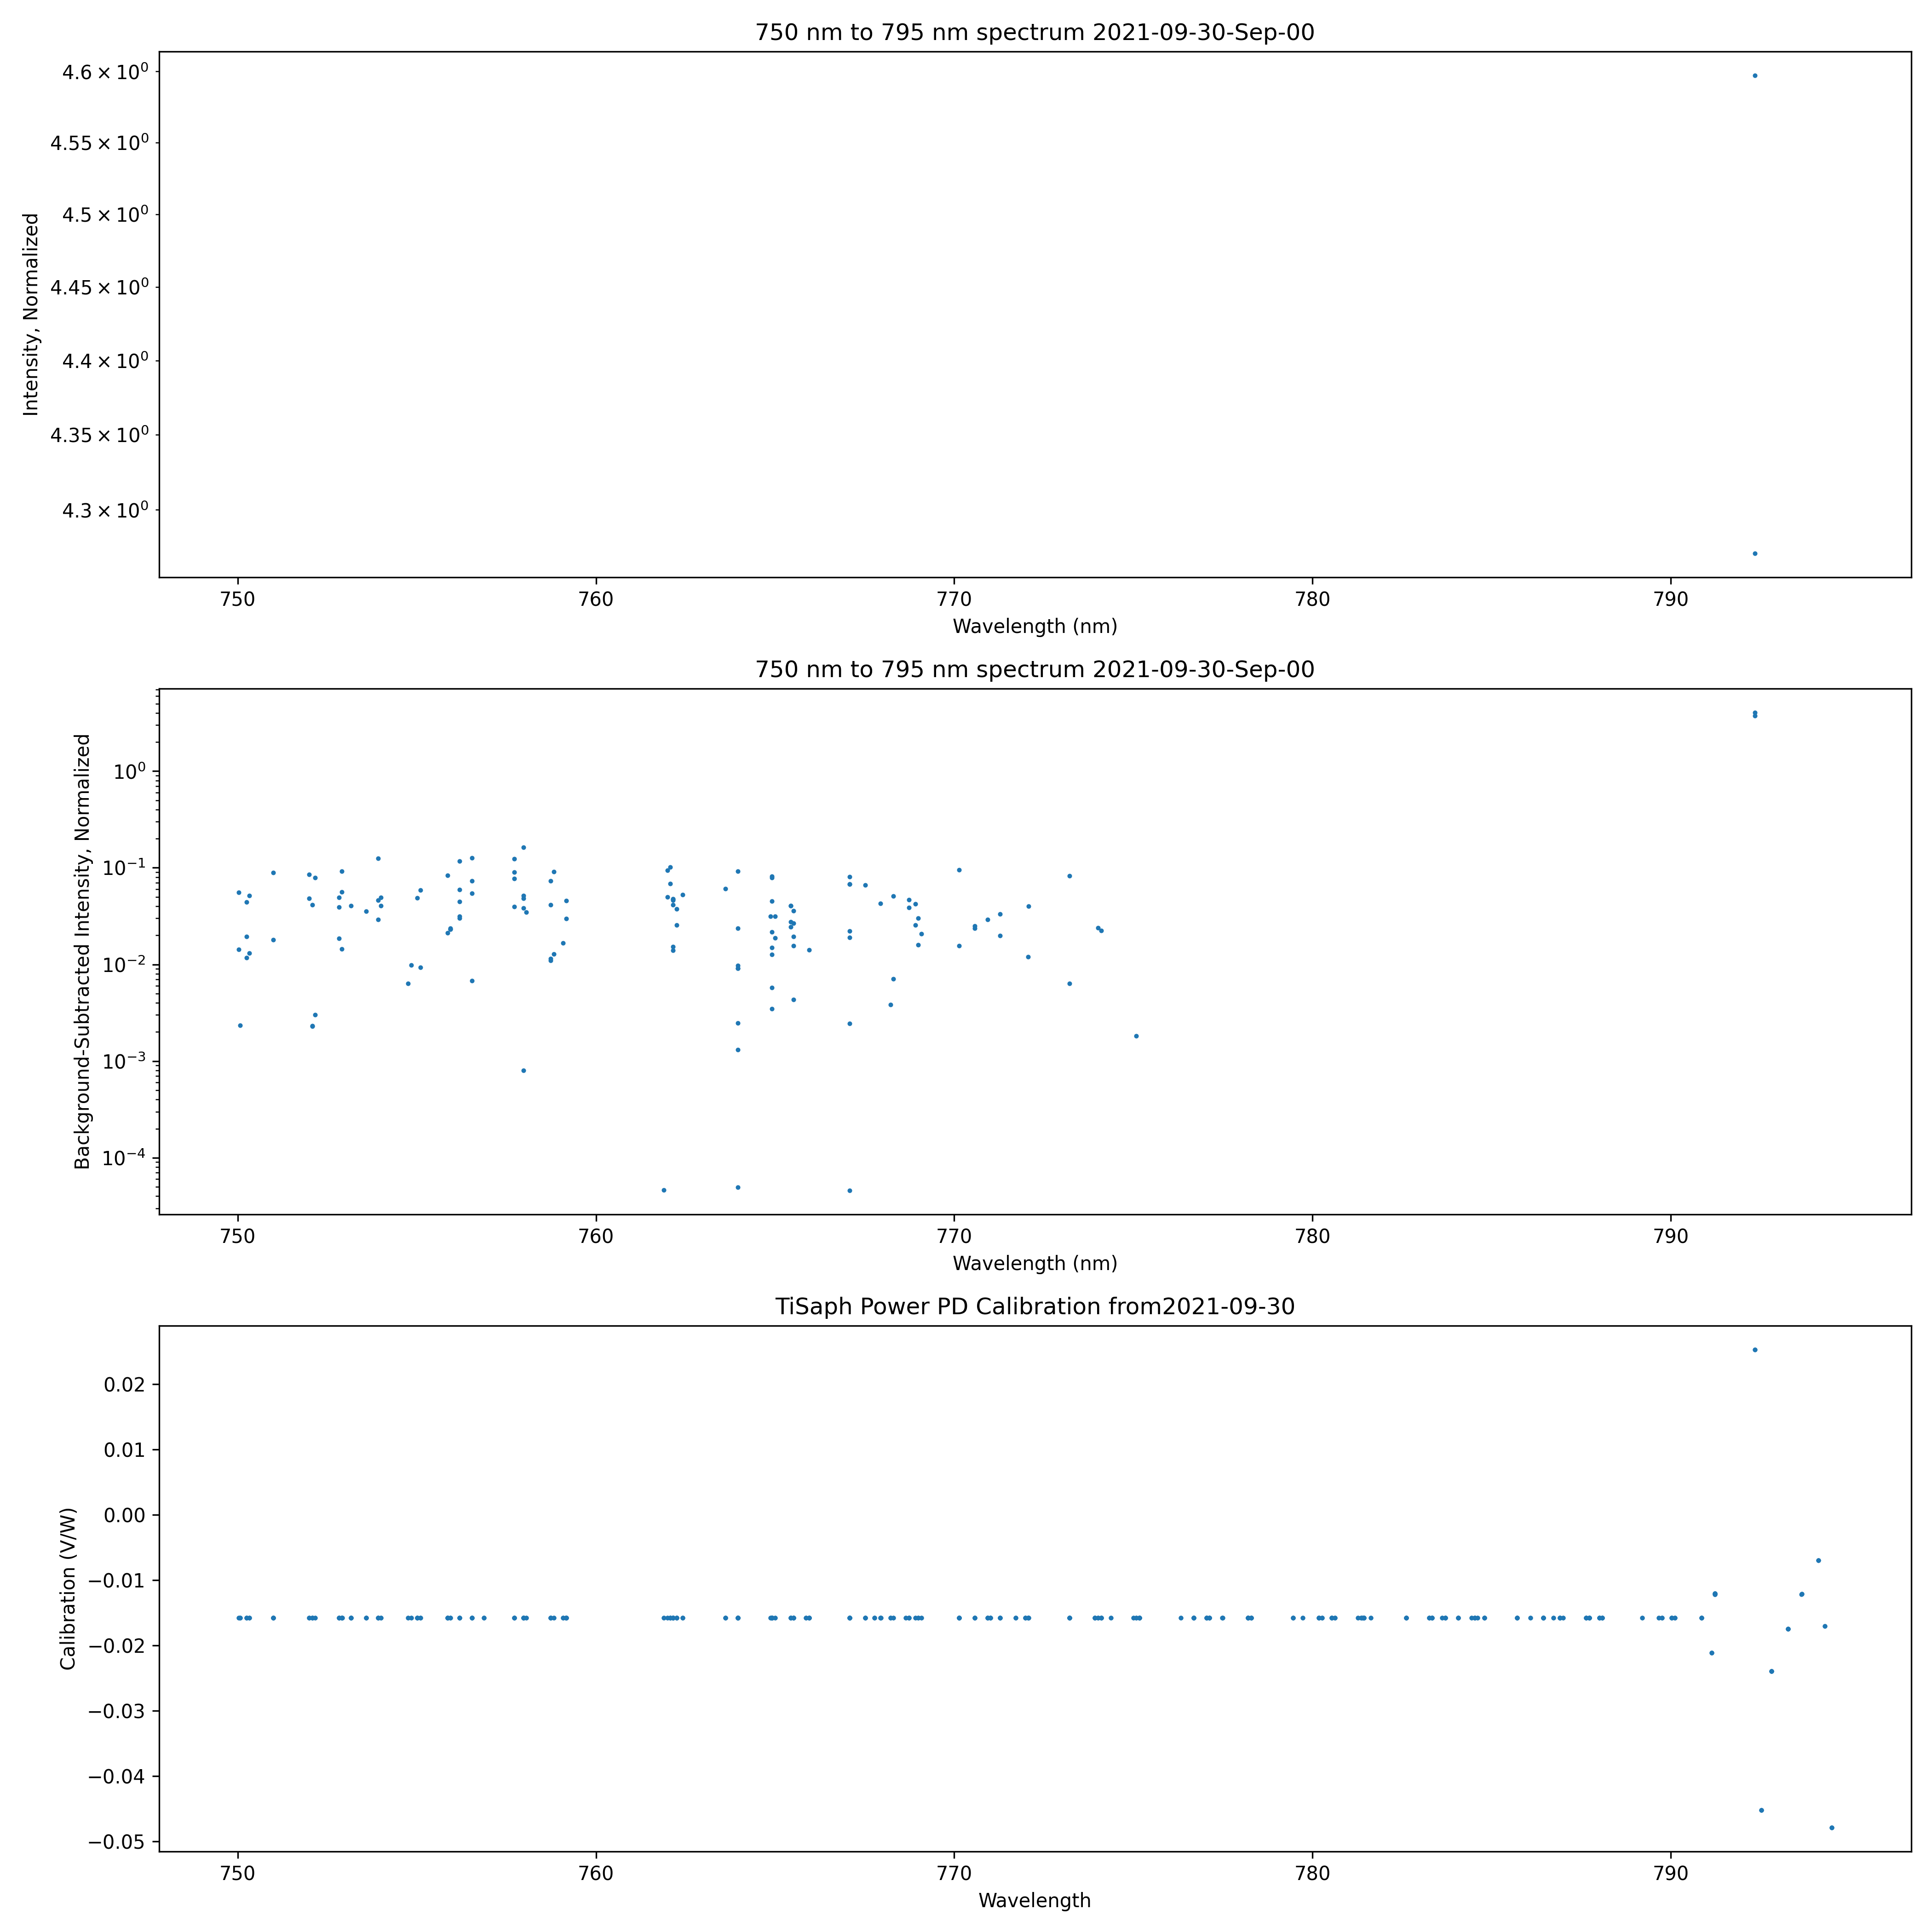 750 nm to 795 nm spectrum 2021-09-30-Sep-00
4.6 × 10⁰
4.55 × 10⁰
4.5 × 10⁰
4.45 × 10⁰
4.4 × 10⁰
4.35 × 10⁰
4.3 × 10⁰
Intensity, Normalized
750 760 770 780 790
Wavelength (nm)
750 nm to 795 nm spectrum 2021-09-30-Sep-00
10⁰
10⁻¹
10⁻²
10⁻³
10⁻⁴
Background-Subtracted Intensity, Normalized
750 760 770 780 790
Wavelength (nm)
TiSaph Power PD Calibration from2021-09-30
0.02
0.01
0.00
−0.01
−0.02
−0.03
−0.04
−0.05
Calibration (V/W)
750 760 770 780 790
Wavelength